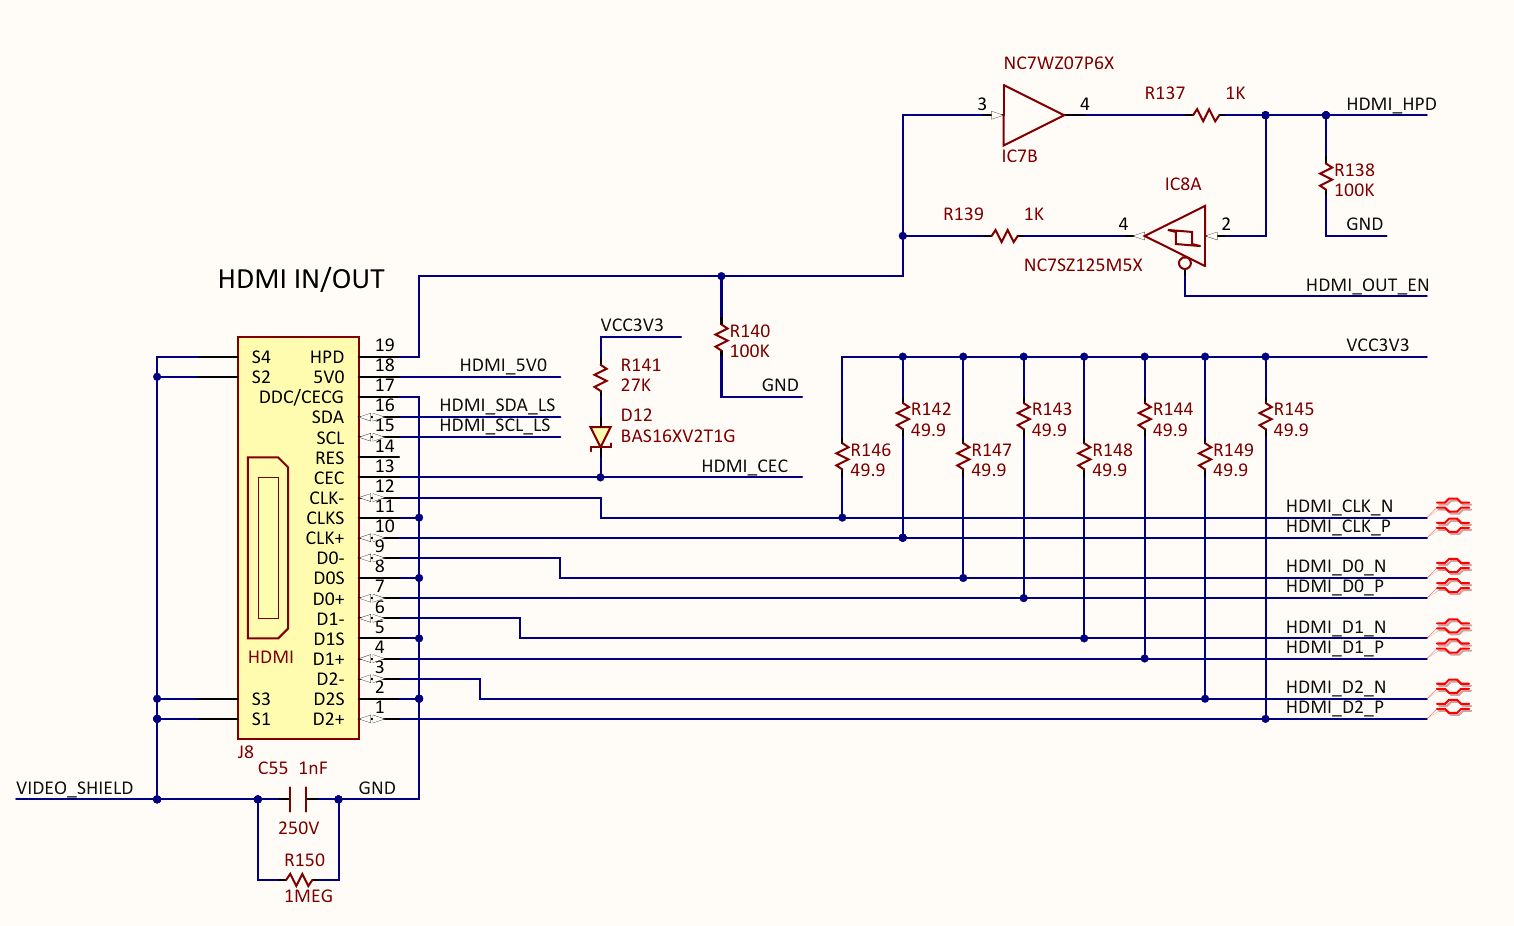 NC7WZ07P6X
3
4
R137 1K
HDMI_HPD
IC7B
R138
100K
IC8A
R139 1K
4
2
GND
NC7SZ125M5X
HDMI_OUT_EN
HDMI IN/OUT
VCC3V3
R140
100K
VCC3V3
R141
27K
GND
S4 HPD 19
S2 5V0 18
HDMI_5V0
DDC/CECG 17
SDA 16
HDMI_SDA_LS
SCL 15
HDMI_SCL_LS
RES 14
CEC 13
HDMI_CEC
CLK- 12
CLKS 11
CLK+ 10
D0- 9
D0S 8
D0+ 7
D1- 6
D1S 5
D1+ 4
D2- 3
S3 D2S 2
S1 D2+ 1
HDMI
J8
D12
BAS16XV2T1G
R142
49.9
R143
49.9
R144
49.9
R145
49.9
R146
49.9
R147
49.9
R148
49.9
R149
49.9
HDMI_CLK_N
HDMI_CLK_P
HDMI_D0_N
HDMI_D0_P
HDMI_D1_N
HDMI_D1_P
HDMI_D2_N
HDMI_D2_P
C55 1nF
VIDEO_SHIELD
GND
250V
R150
1MEG